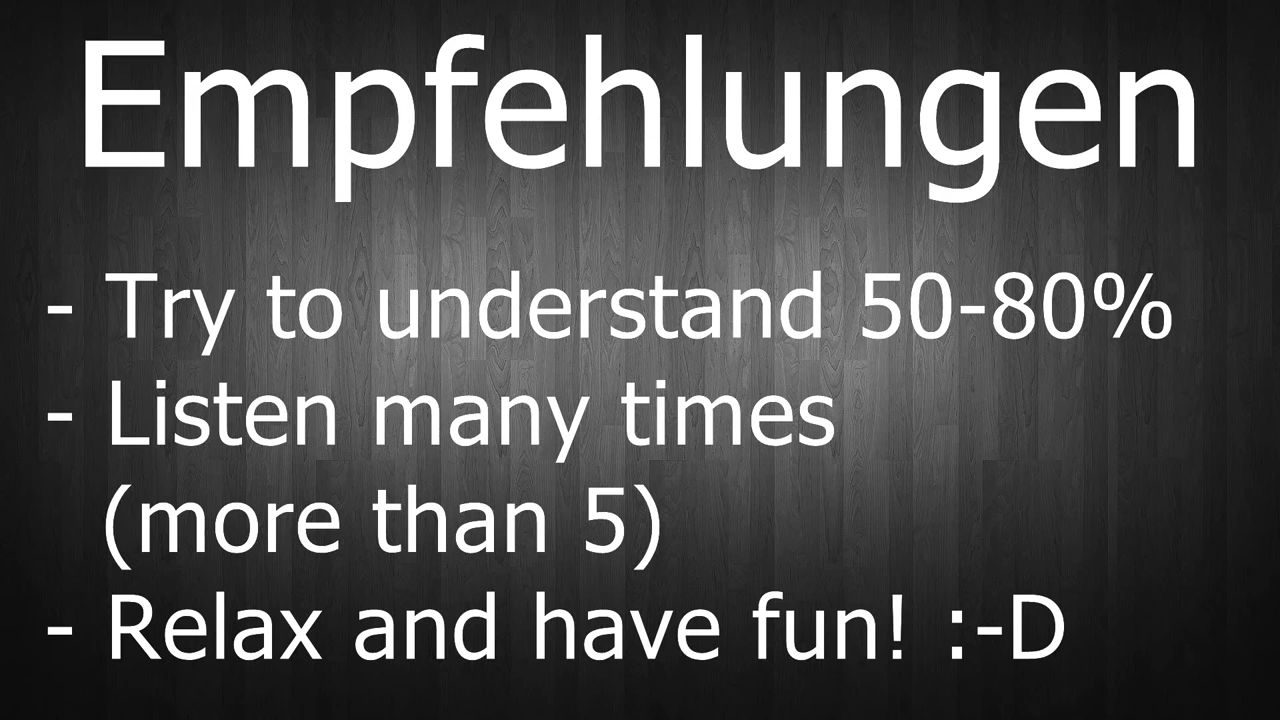 Empfehlungen
- Try to understand 50-80%
- Listen many times
(more than 5)
- Relax and have fun! :-D